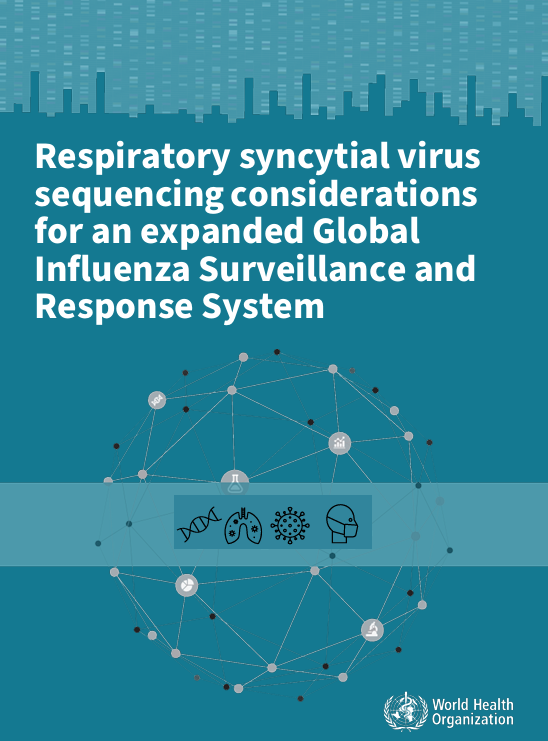 Respiratory syncytial virus
sequencing considerations
for an expanded Global
Influenza Surveillance and
Response System
World Health
Organization